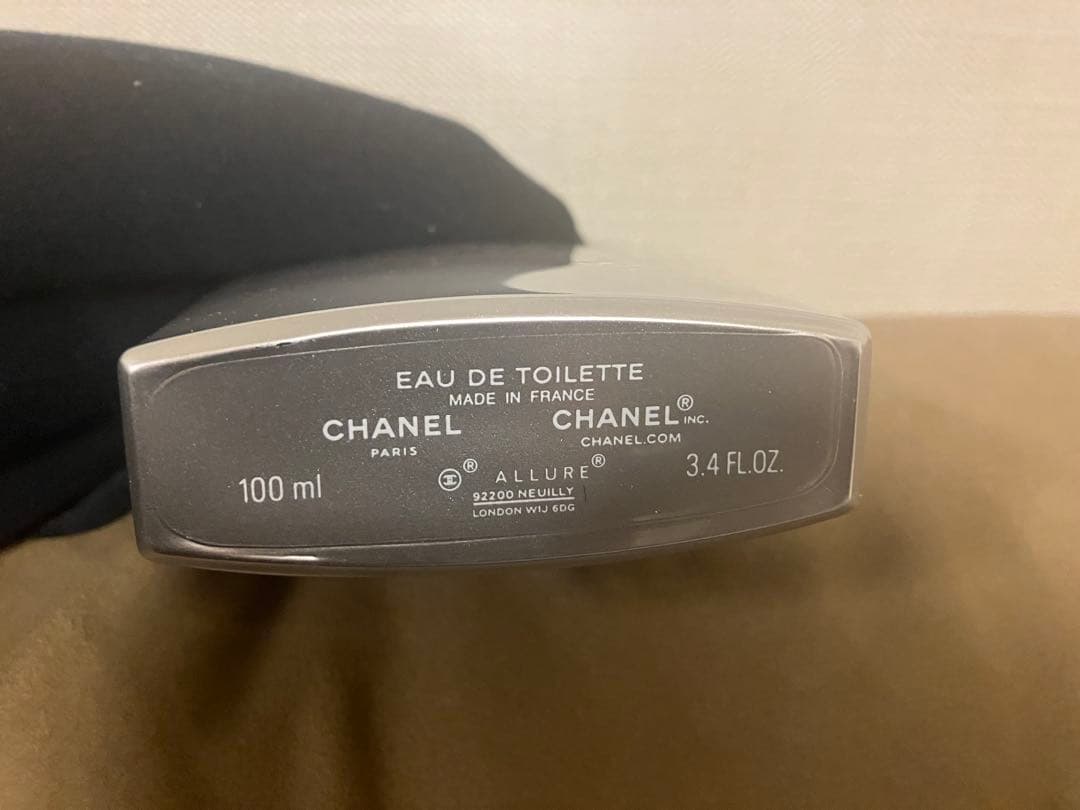 EAU DE TOILETTE
MADE IN FRANCE
CHANEL
PARIS
CHANEL® INC.
CHANEL.COM
100 ml
® ALLURE®
92200 NEUILLY
LONDON W1J 6DG
3.4 FL.OZ.